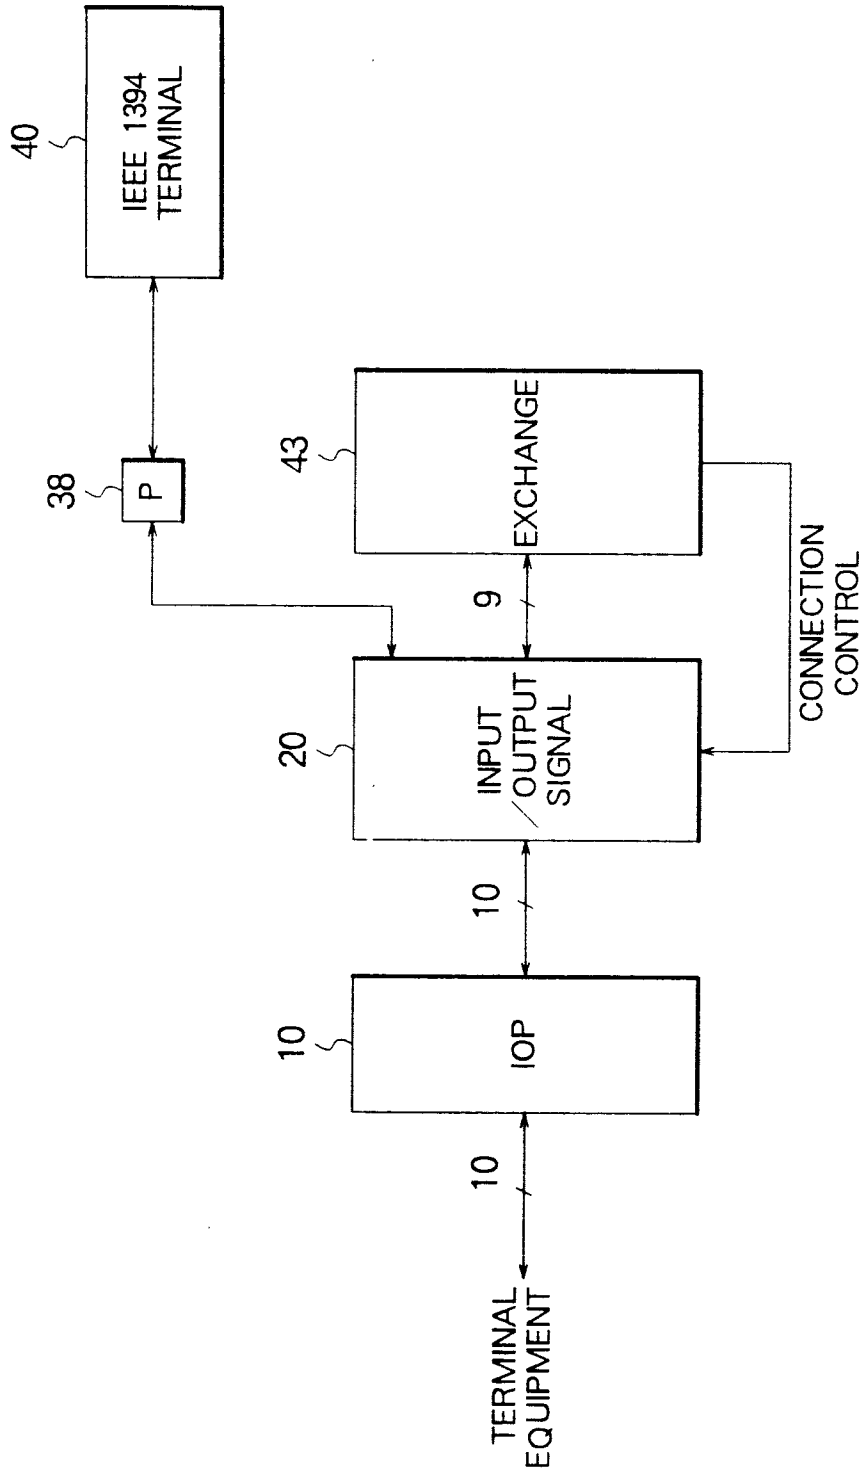 40
IEEE 1394
TERMINAL
38
P
43
EXCHANGE
9
20
INPUT
/OUTPUT
SIGNAL
CONNECTION
CONTROL
10
10
IOP
10
TERMINAL
EQUIPMENT